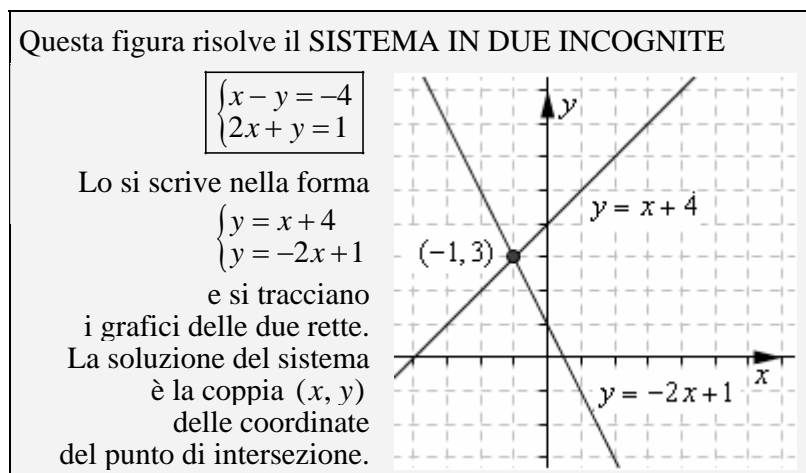 Questa figura risolve il SISTEMA IN DUE INCOGNITE
{x − y = −4
{2x + y = 1
Lo si scrive nella forma
{y = x + 4
{y = −2x + 1
e si tracciano
i grafici delle due rette.
La soluzione del sistema
è la coppia (x, y)
delle coordinate
del punto di intersezione.
y
y = x + 4
(−1, 3)
x
y = −2x + 1